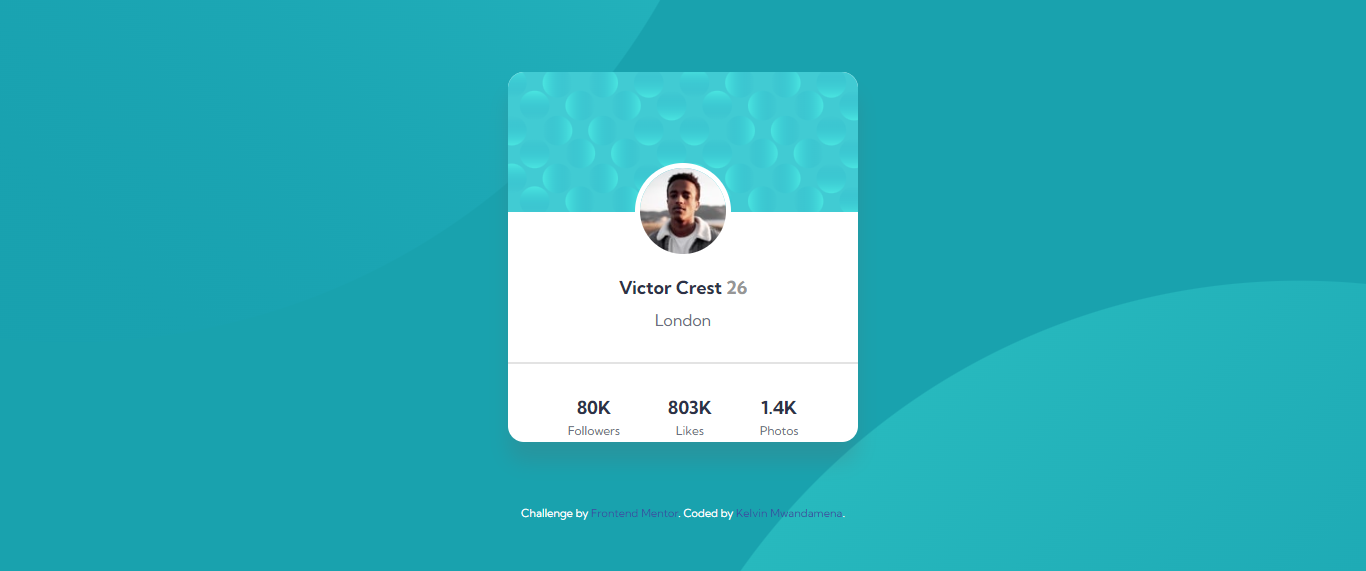 Victor Crest 26
London
80K 803K 1.4K
Followers Likes Photos
Challenge by Frontend Mentor. Coded by Kelvin Mwandamena.